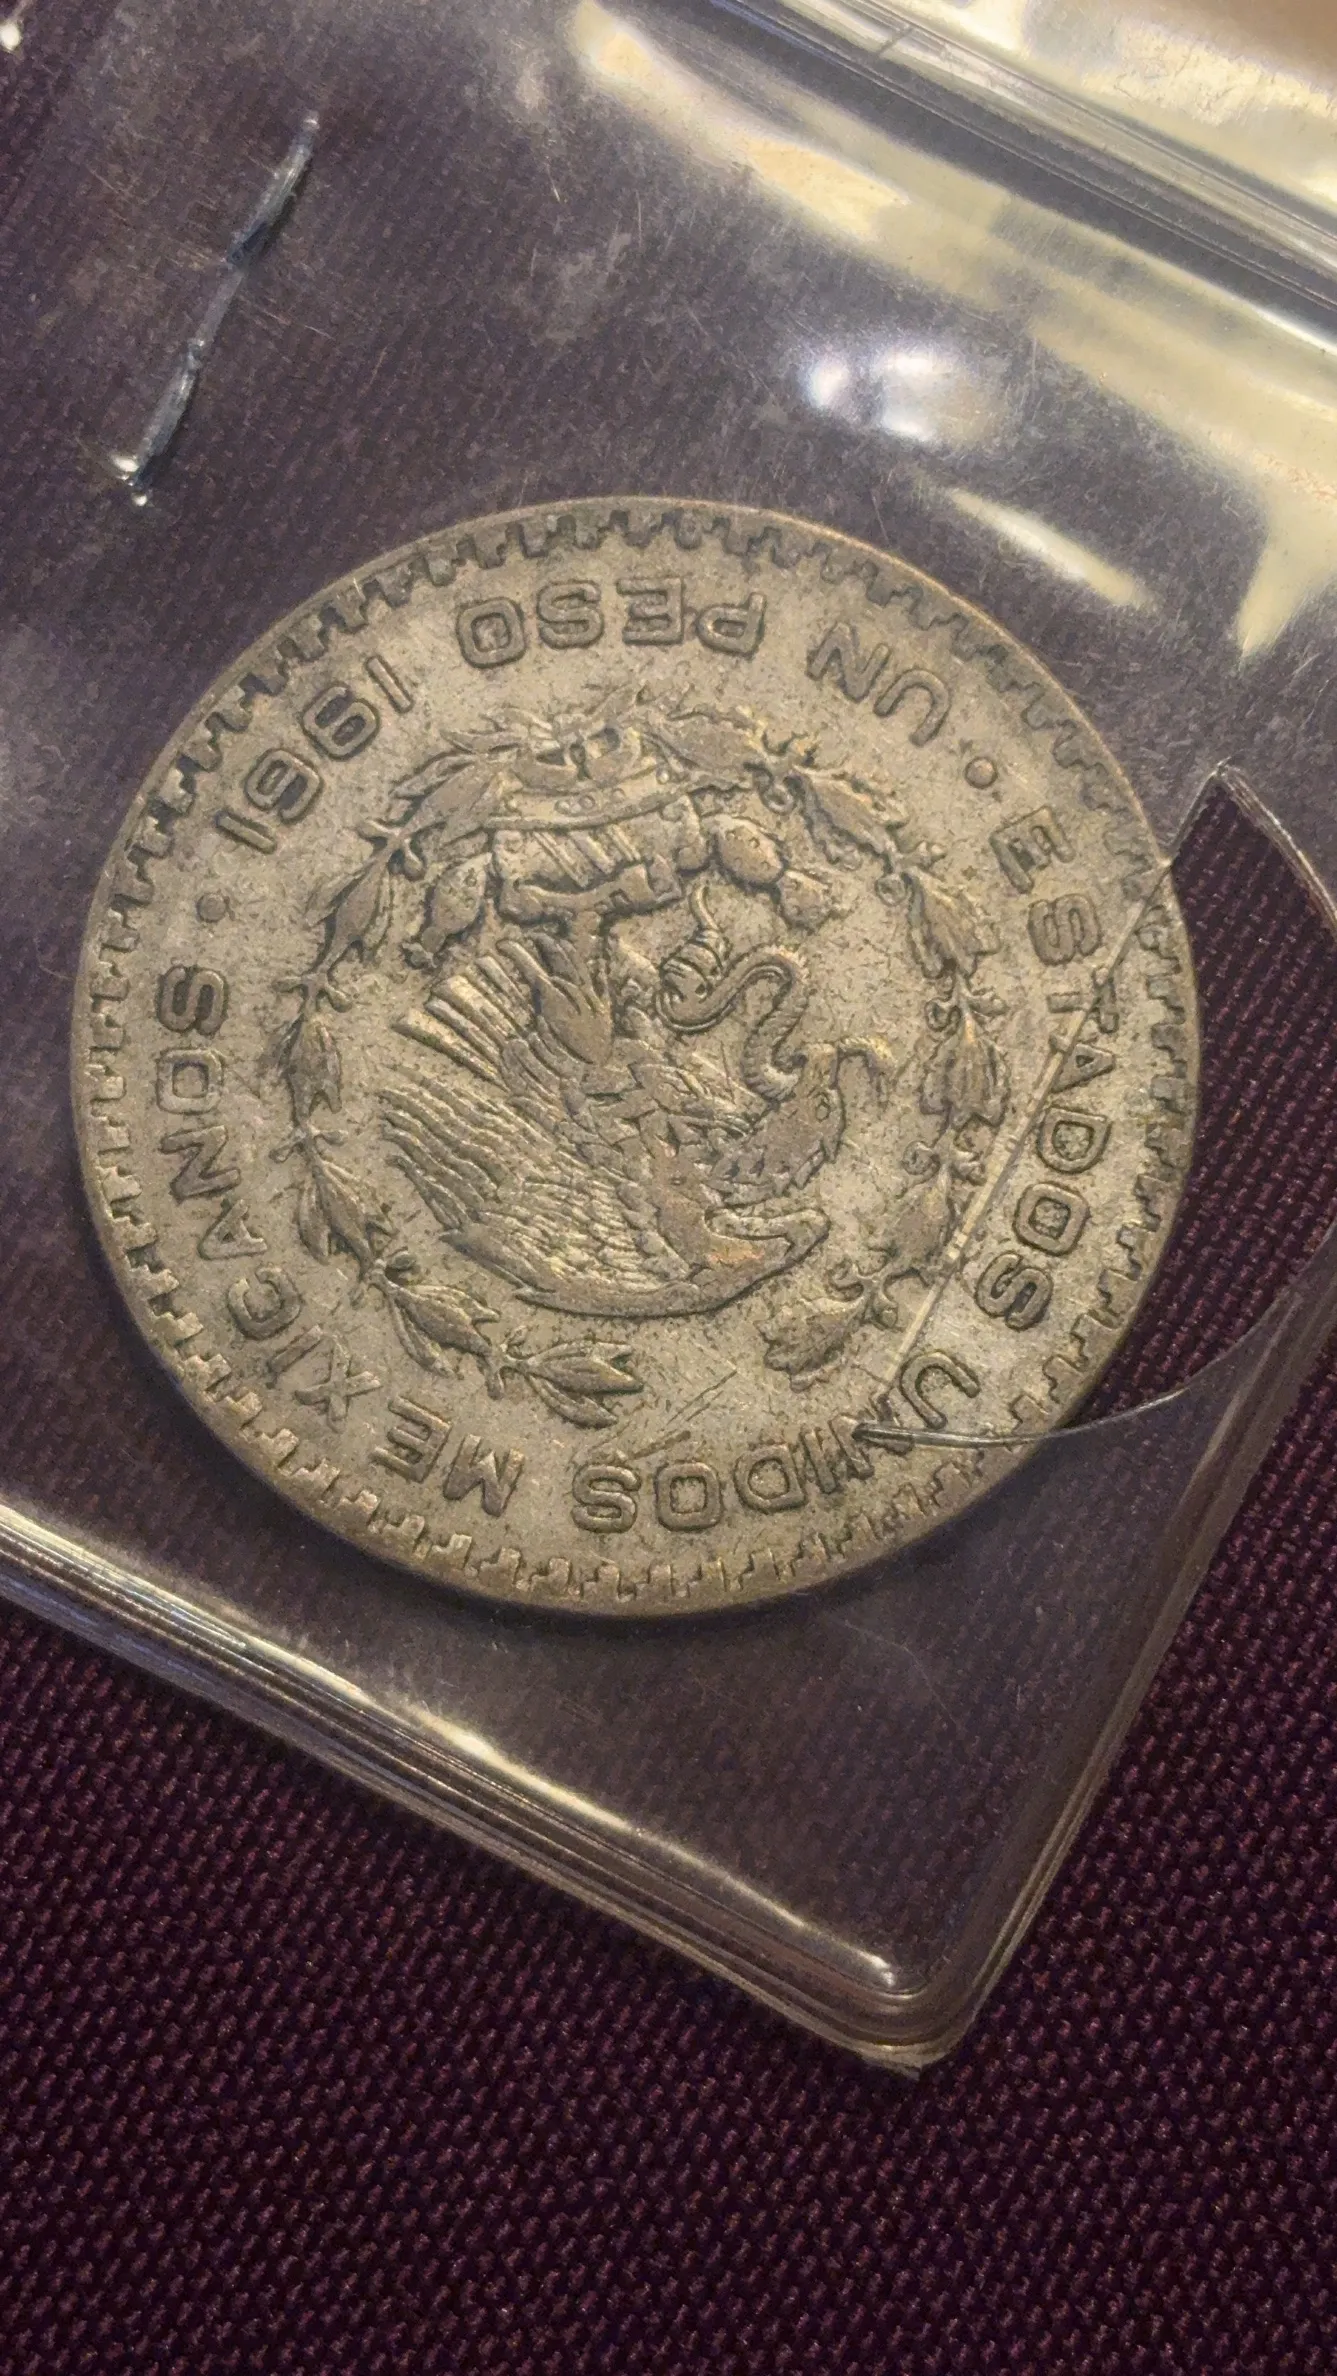 ESTADOS UNIDOS MEXICANOS
· 1961 UN PESO ·